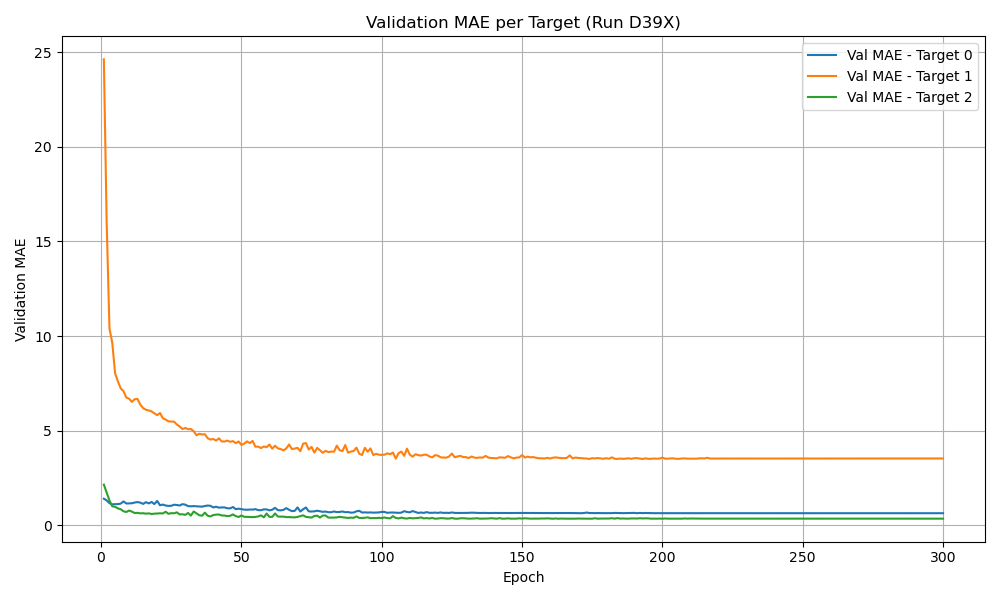 Validation MAE per Target (Run D39X)
Val MAE - Target 0
Val MAE - Target 1
Val MAE - Target 2
Validation MAE
25
20
15
10
5
0
0 50 100 150 200 250 300
Epoch